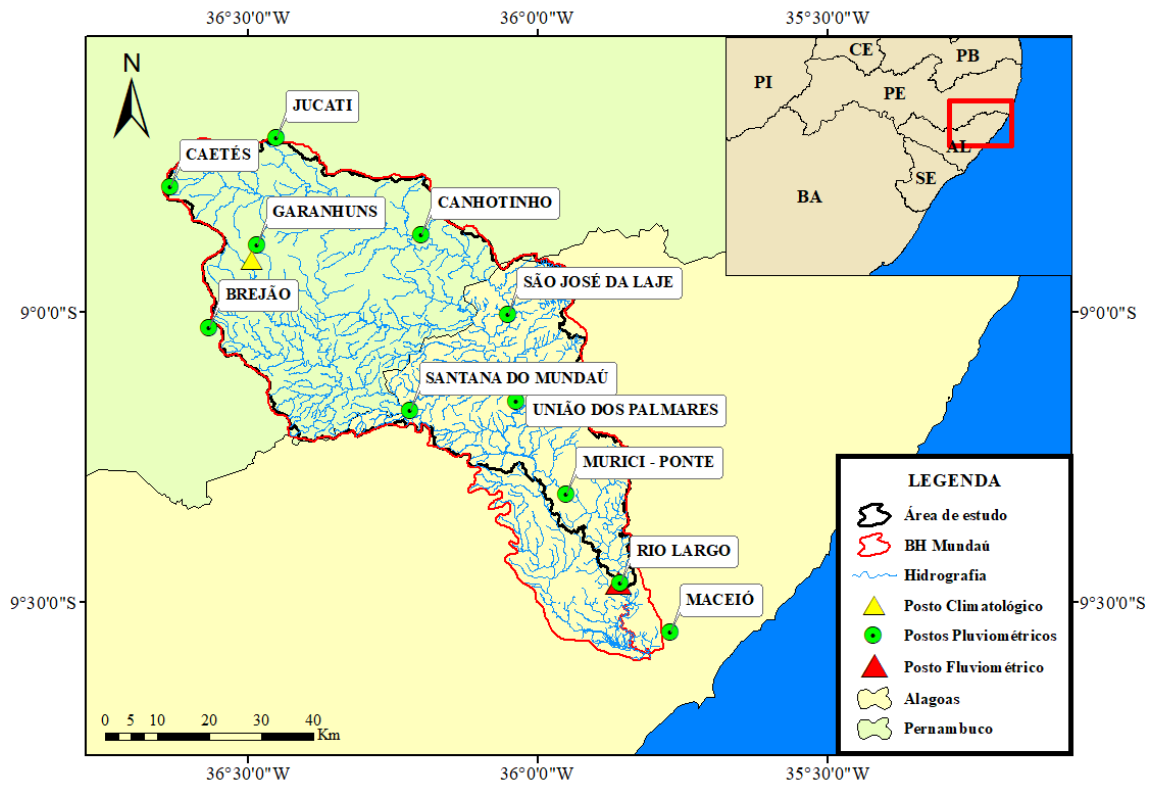 36°30'0"W 36°0'0"W 35°30'0"W
N
JUCATI
CAETÉS
GARANHUNS
CANHOTINHO
BREJÃO
SÃO JOSÉ DA LAJE
SANTANA DO MUNDAÚ
UNIÃO DOS PALMARES
MURICI - PONTE
RIO LARGO
MACEIÓ
CE
PB
PI
PE
AL
SE
BA
9°0'0"S 9°0'0"S
9°30'0"S 9°30'0"S
LEGENDA
Área de estudo
BH Mundaú
Hidrografia
Posto Climatológico
Postos Pluviométricos
Posto Fluviométrico
Alagoas
Pernambuco
0 5 10 20 30 40
Km
36°30'0"W 36°0'0"W 35°30'0"W